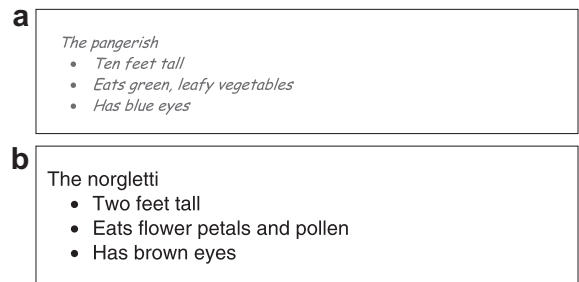 a
The pangerish
• Ten feet tall
• Eats green, leafy vegetables
• Has blue eyes
b
The norgletti
• Two feet tall
• Eats flower petals and pollen
• Has brown eyes